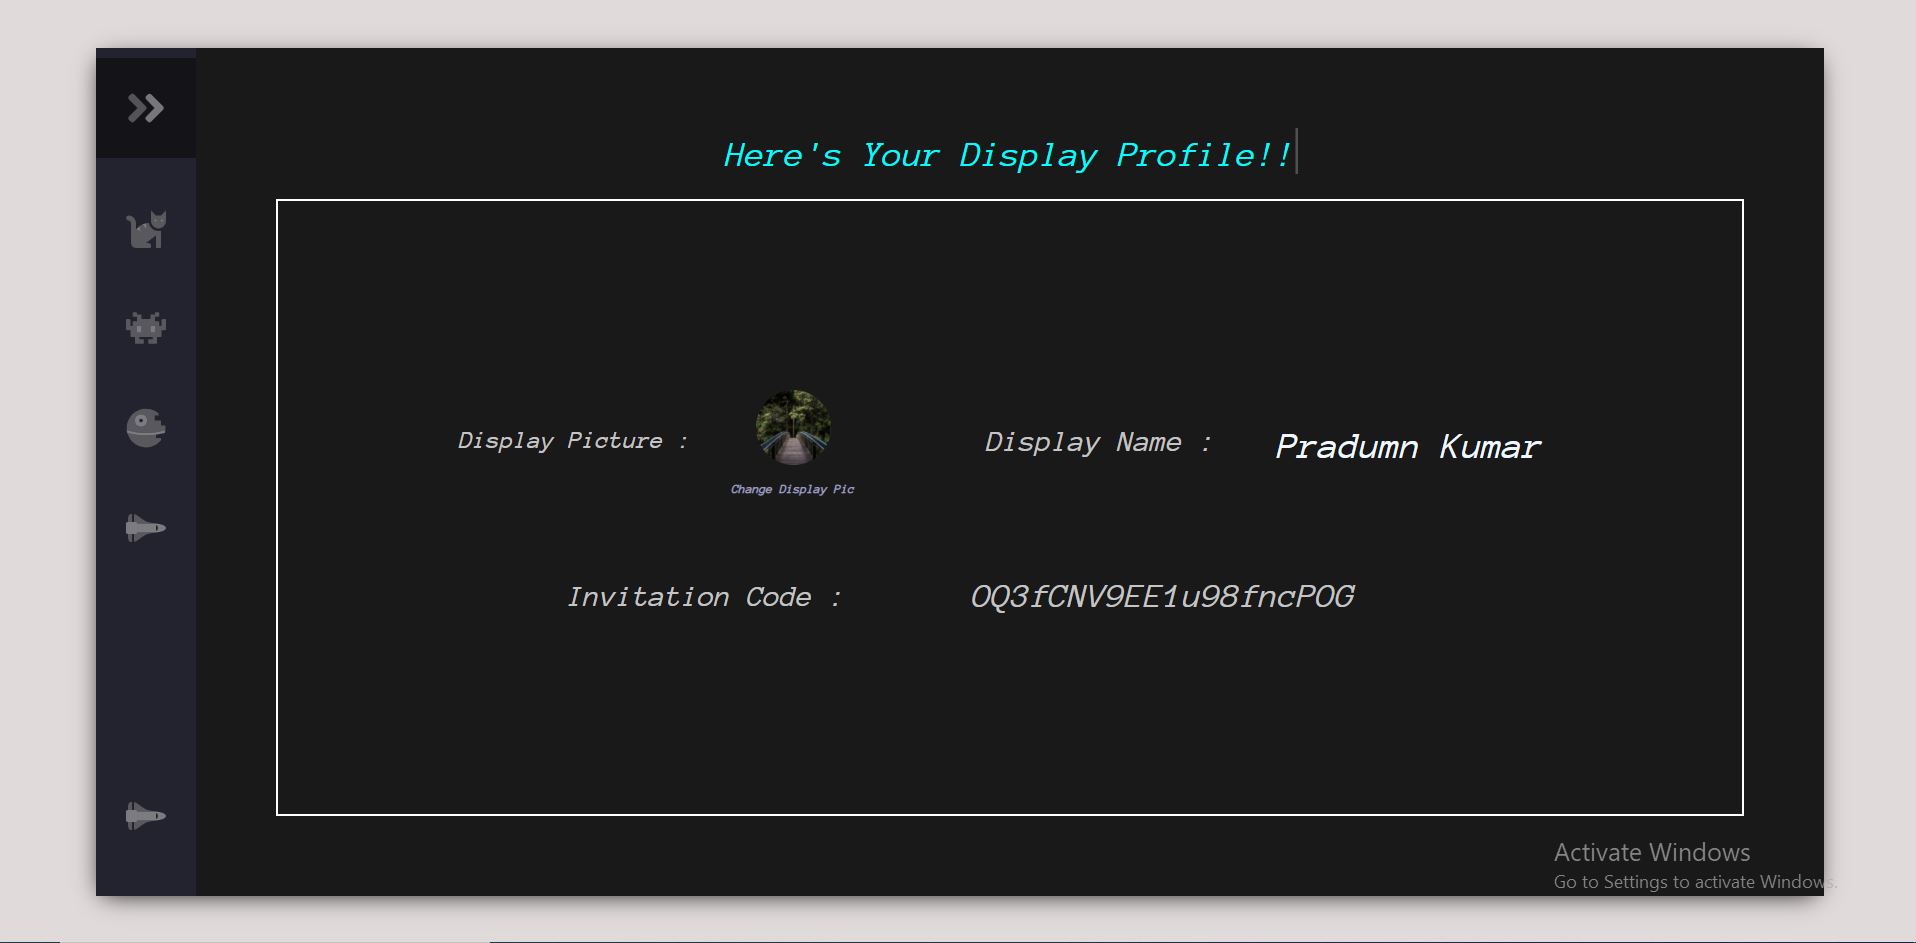 Here's Your Display Profile!!
Display Picture :
Change Display Pic
Display Name :
Pradumn Kumar
Invitation Code :
OQ3fCNV9EE1u98fncPOG
Activate Windows
Go to Settings to activate Windows.